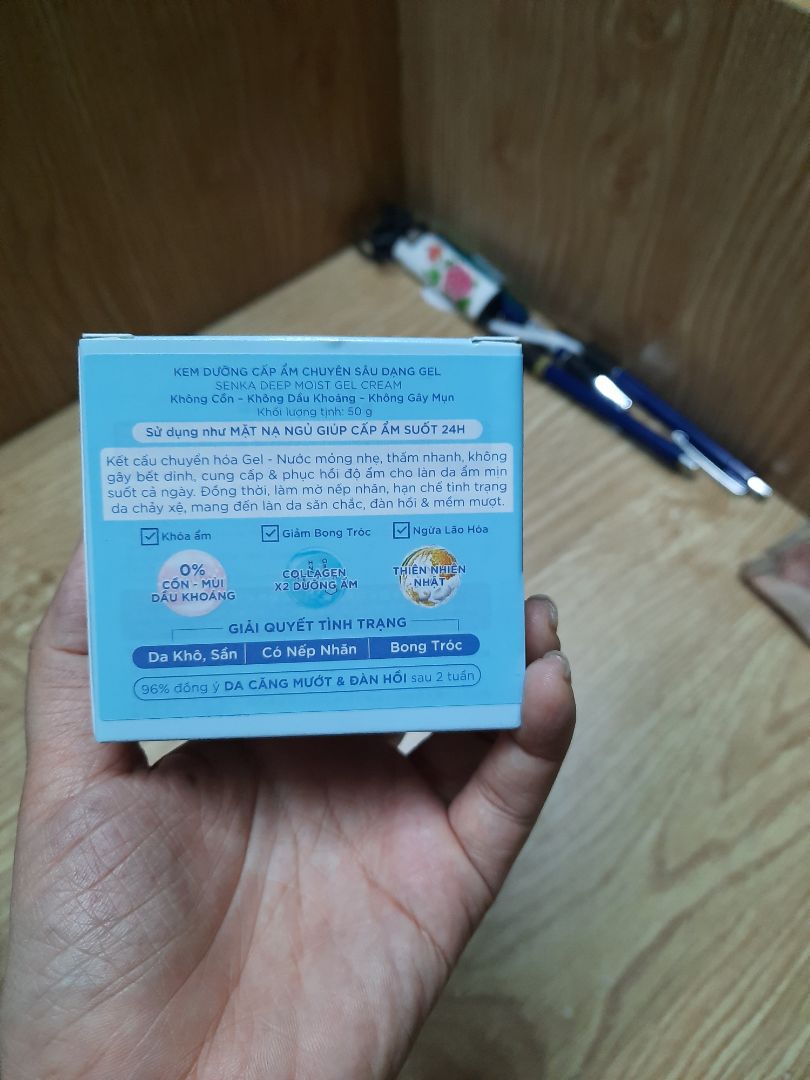 KEM DƯỠNG CẤP ẨM CHUYÊN SÂU DẠNG GEL
SENKA DEEP MOIST GEL CREAM
Không Cồn - Không Dầu Khoáng - Không Gây Mụn
Khối lượng tịnh: 50 g
Sử dụng như MẶT NẠ NGỦ GIÚP CẤP ẨM SUỐT 24H
Kết cấu chuyển hóa Gel - Nước mỏng nhẹ, thấm nhanh, không
gây bết dính, cung cấp & phục hồi độ ẩm cho làn da ẩm mịn
suốt cả ngày. Đồng thời, làm mờ nếp nhăn, hạn chế tình trạng
da chảy xệ, mang đến làn da săn chắc, đàn hồi & mềm mượt.
Khóa ẩm
Giảm Bong Tróc
Ngừa Lão Hóa
0%
CỒN - MÙI
DẦU KHOÁNG
COLLAGEN
X2 DƯỠNG ẨM
THIÊN NHIÊN
NHẬT
GIẢI QUYẾT TÌNH TRẠNG
Da Khô, Sần
Có Nếp Nhăn
Bong Tróc
96% đồng ý DA CĂNG MƯỚT & ĐÀN HỒI sau 2 tuần